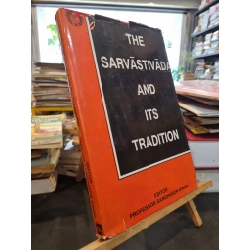 THE
SARVĀSTIVĀDA
AND
ITS
TRADITION
EDITOR
PROFESSOR